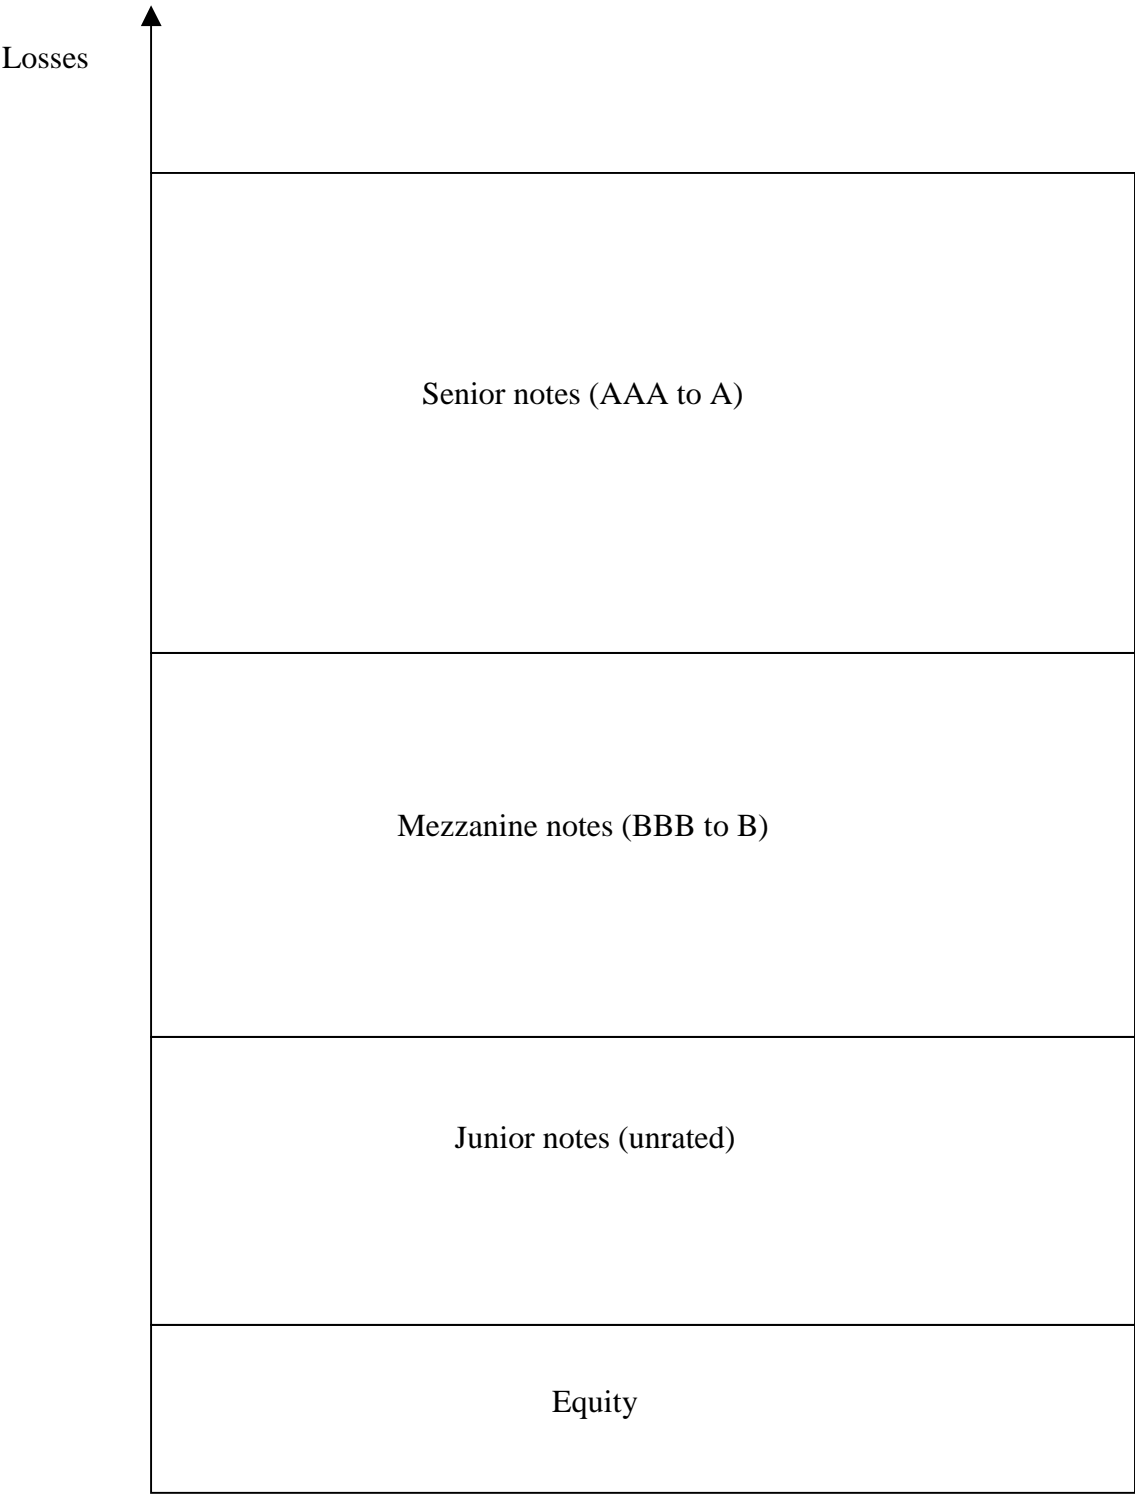 Losses
Senior notes (AAA to A)
Mezzanine notes (BBB to B)
Junior notes (unrated)
Equity